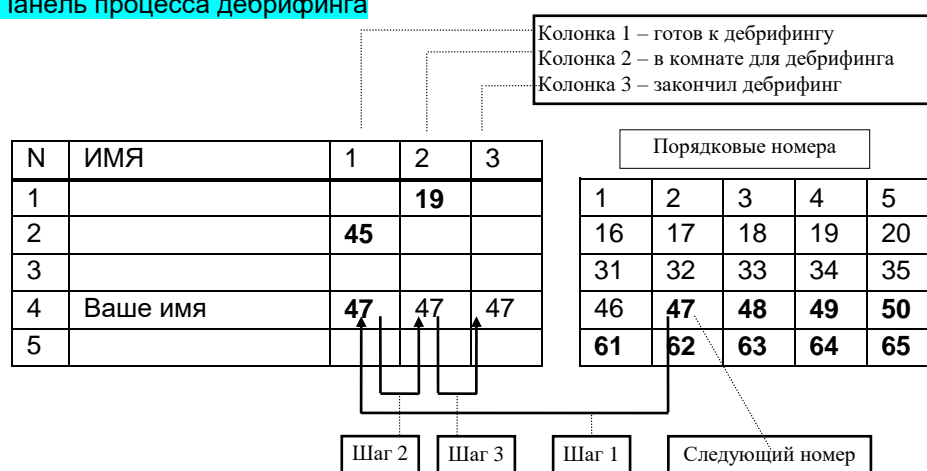 Панель процесса дебрифинга
Колонка 1 – готов к дебрифингу
Колонка 2 – в комнате для дебрифинга
Колонка 3 – закончил дебрифинг
N ИМЯ 1 2 3
1 19
2 45
3
4 Ваше имя 47 47 47
5
Порядковые номера
1 2 3 4 5
16 17 18 19 20
31 32 33 34 35
46 47 48 49 50
61 62 63 64 65
Шаг 2 Шаг 3 Шаг 1 Следующий номер